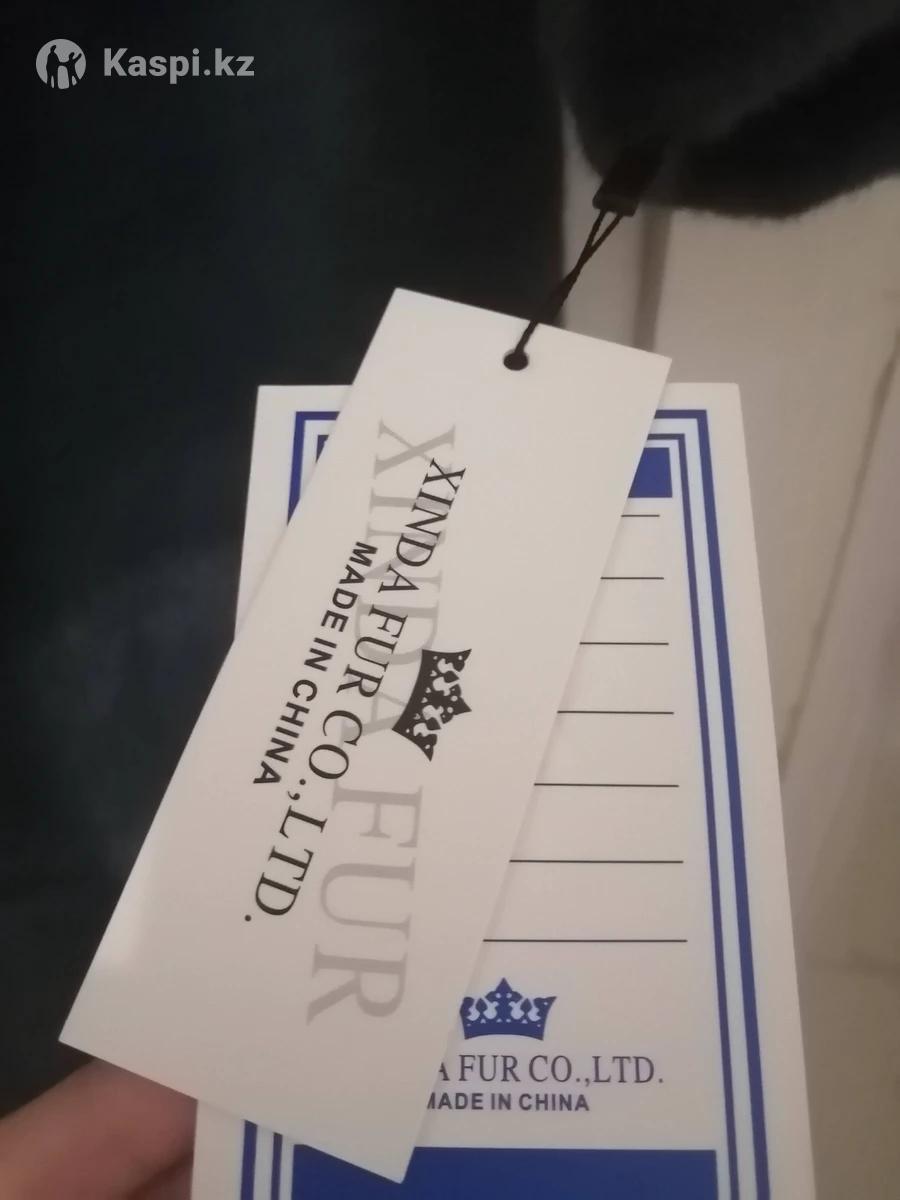 Kaspi.kz
XINDA FUR
XINDA FUR CO.,LTD.
MADE IN CHINA
A FUR CO.,LTD.
MADE IN CHINA